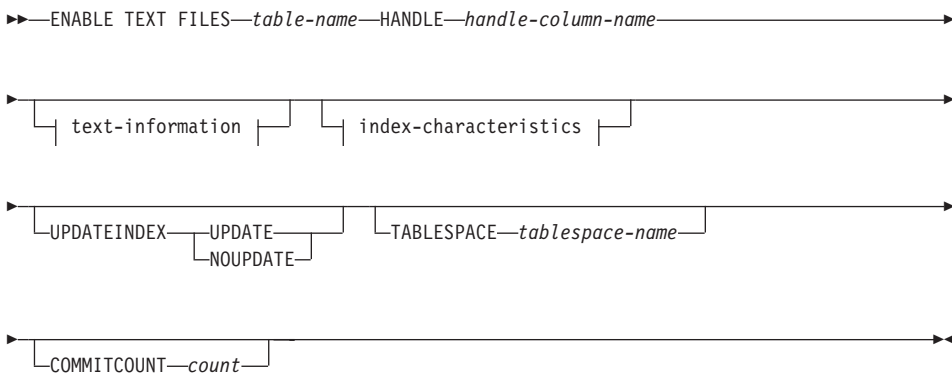 ENABLE TEXT FILES table-name HANDLE handle-column-name
text-information index-characteristics
UPDATEINDEX UPDATE TABLESPACE tablespace-name
NOUPDATE
COMMITCOUNT count